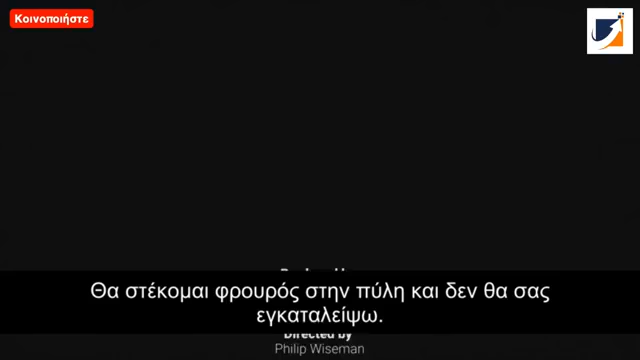 Κοινοποιήστε
Θα στέκομαι φρουρός στην πύλη και δεν θα σας
εγκαταλείψω.
Directed by
Philip Wiseman